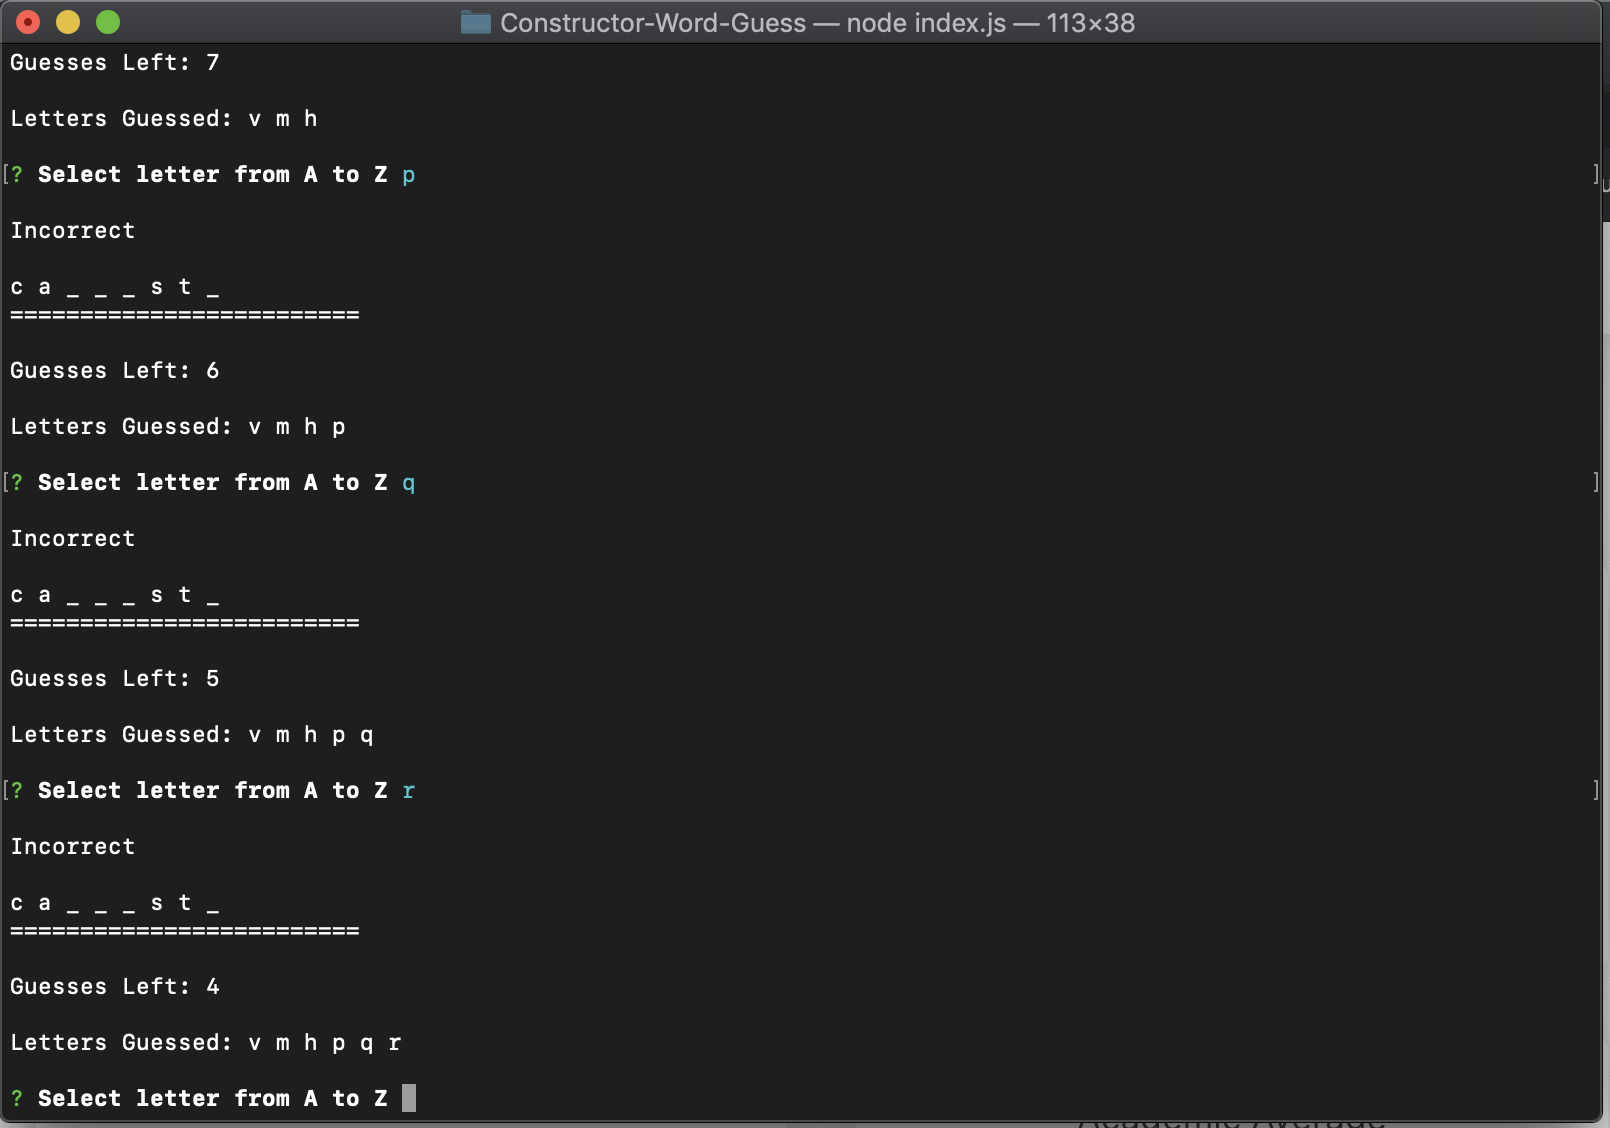 Constructor-Word-Guess — node index.js — 113×38
Guesses Left: 7
Letters Guessed: v m h
[? Select letter from A to Z p ]
Incorrect
c a _ _ _ s t _
=========================
Guesses Left: 6
Letters Guessed: v m h p
[? Select letter from A to Z q ]
Incorrect
c a _ _ _ s t _
=========================
Guesses Left: 5
Letters Guessed: v m h p q
[? Select letter from A to Z r ]
Incorrect
c a _ _ _ s t _
=========================
Guesses Left: 4
Letters Guessed: v m h p q r
? Select letter from A to Z
Academic Average